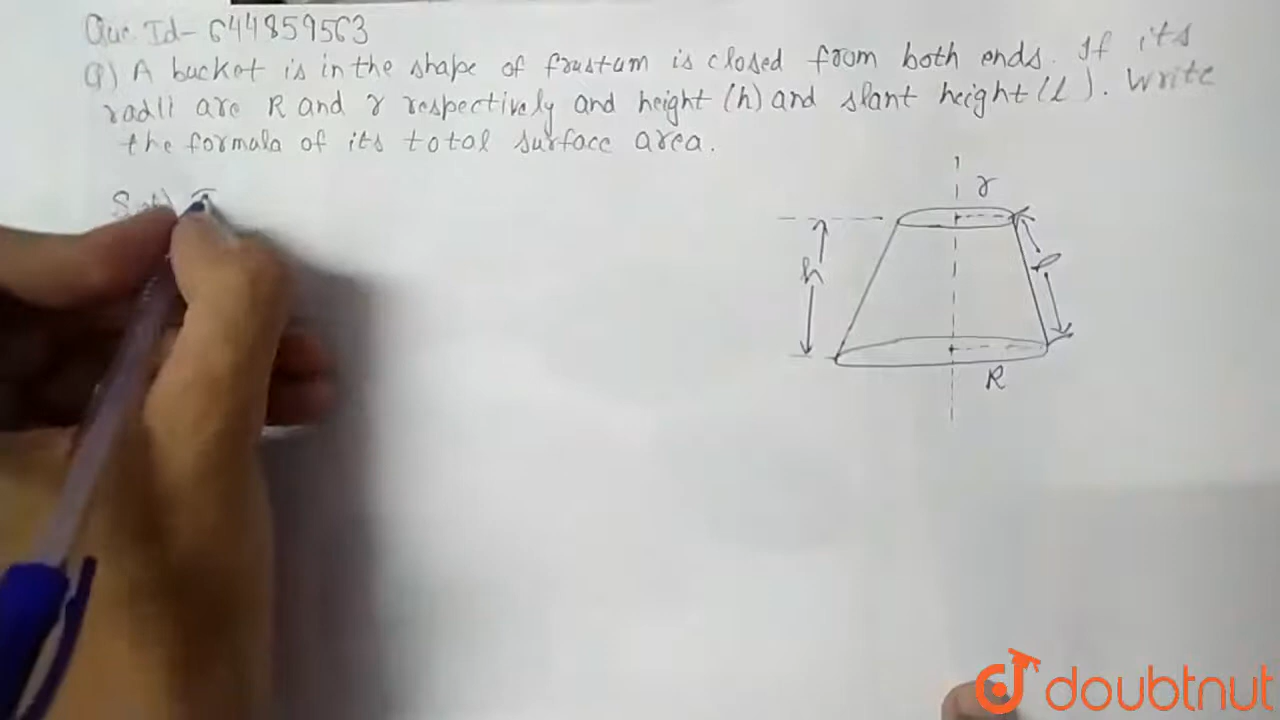 Que Id- 644859563
Q) A bucket is in the shape of frustum is closed from both ends. If its
radii are R and r respectively and height (h) and slant height (l). Write
the formula of its total surface area.
r
h
l
R
doubtnut